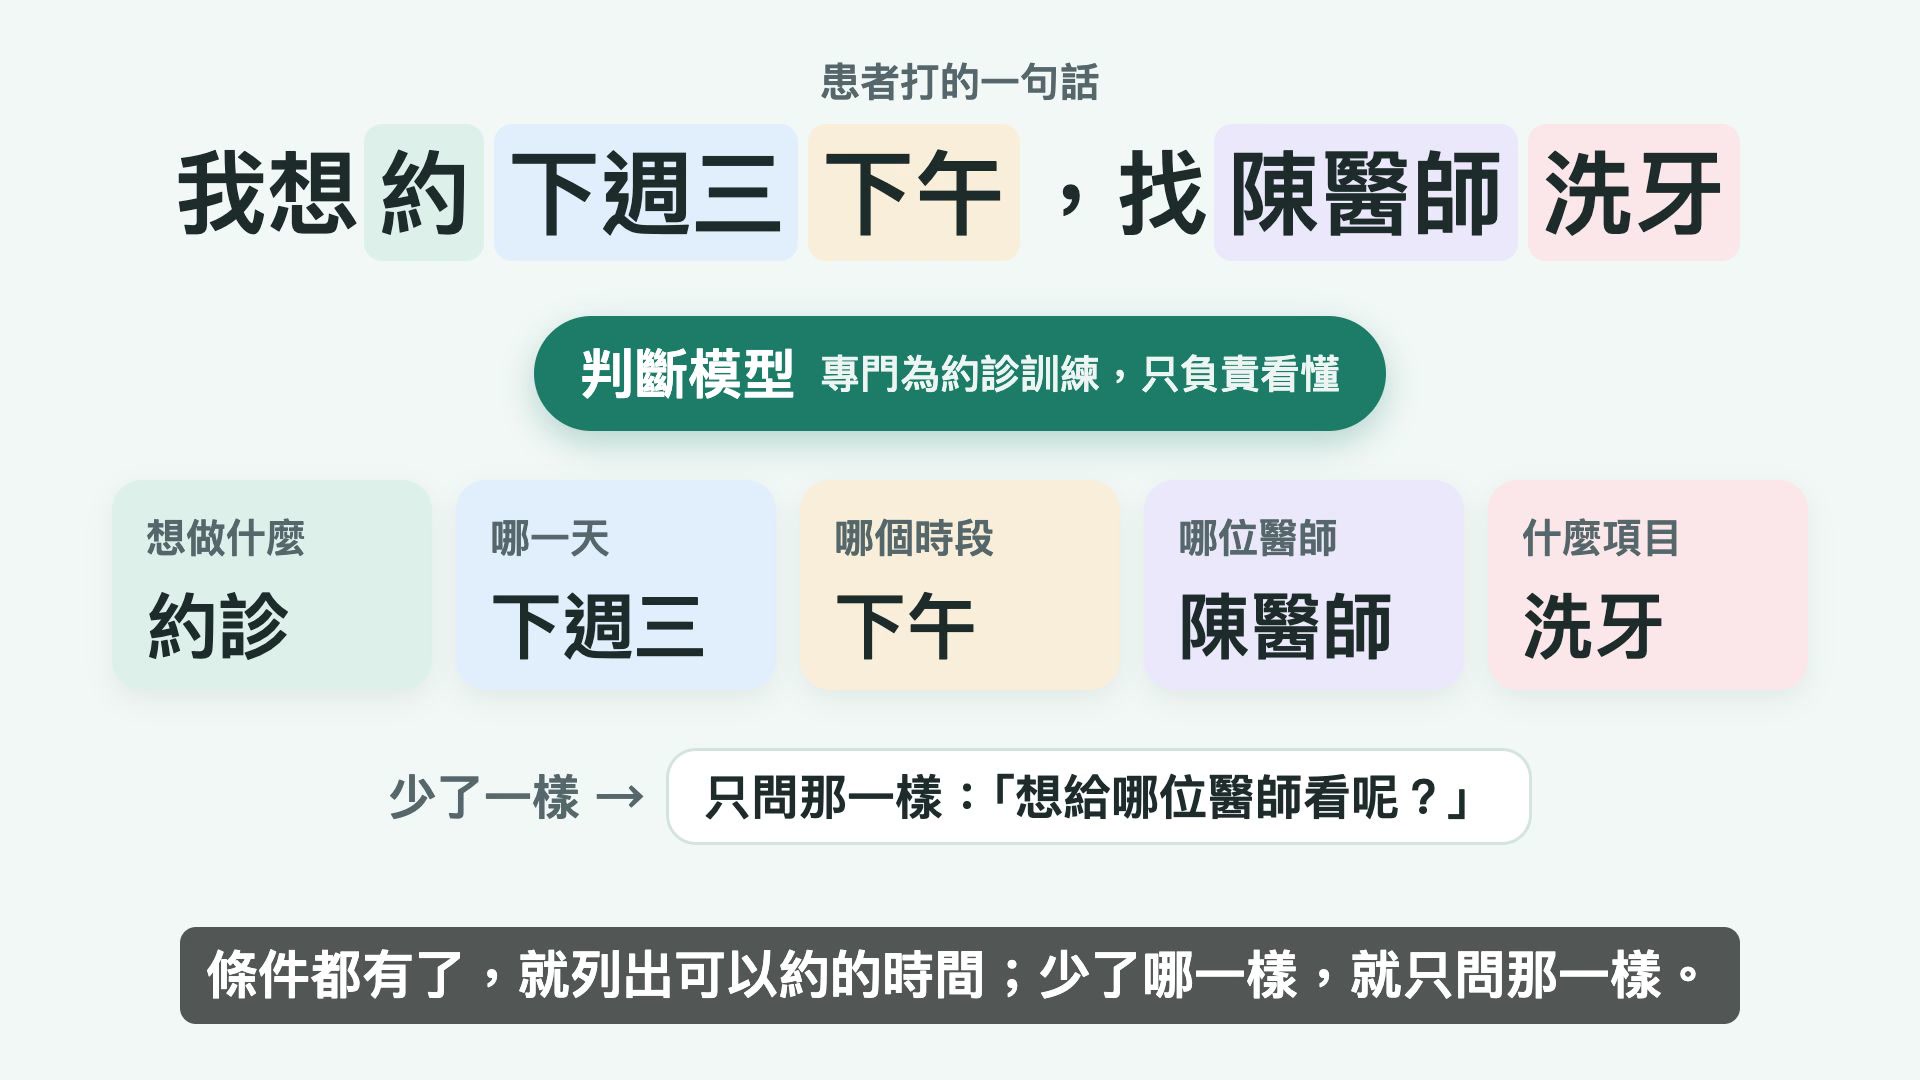 患者打的一句話
我想約下週三下午，找陳醫師洗牙
判斷模型 專門為約診訓練，只負責看懂
想做什麼
約診
哪一天
下週三
哪個時段
下午
哪位醫師
陳醫師
什麼項目
洗牙
少了一樣 → 只問那一樣：「想給哪位醫師看呢？」
條件都有了，就列出可以約的時間；少了哪一樣，就只問那一樣。